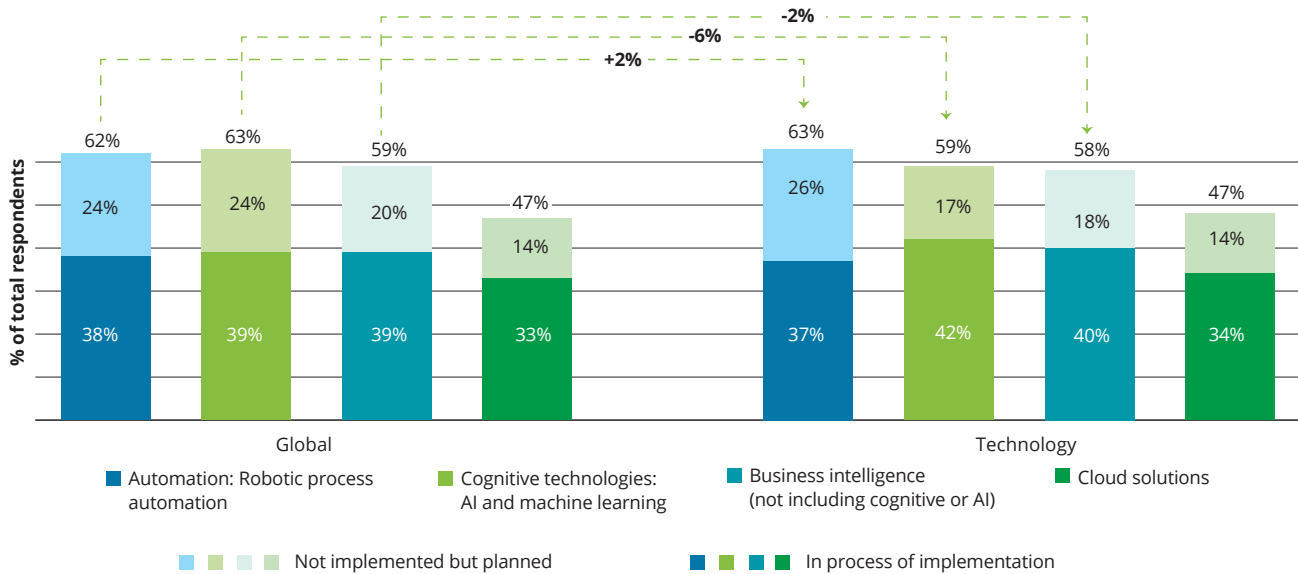 -2%
-6%
+2%
62%
63%
59%
47%
63%
59%
58%
47%
24%
24%
20%
14%
26%
17%
18%
14%
38%
39%
39%
33%
37%
42%
40%
34%
% of total respondents
Global
Technology
Automation: Robotic process
automation
Cognitive technologies:
AI and machine learning
Business intelligence
(not including cognitive or AI)
Cloud solutions
Not implemented but planned
In process of implementation